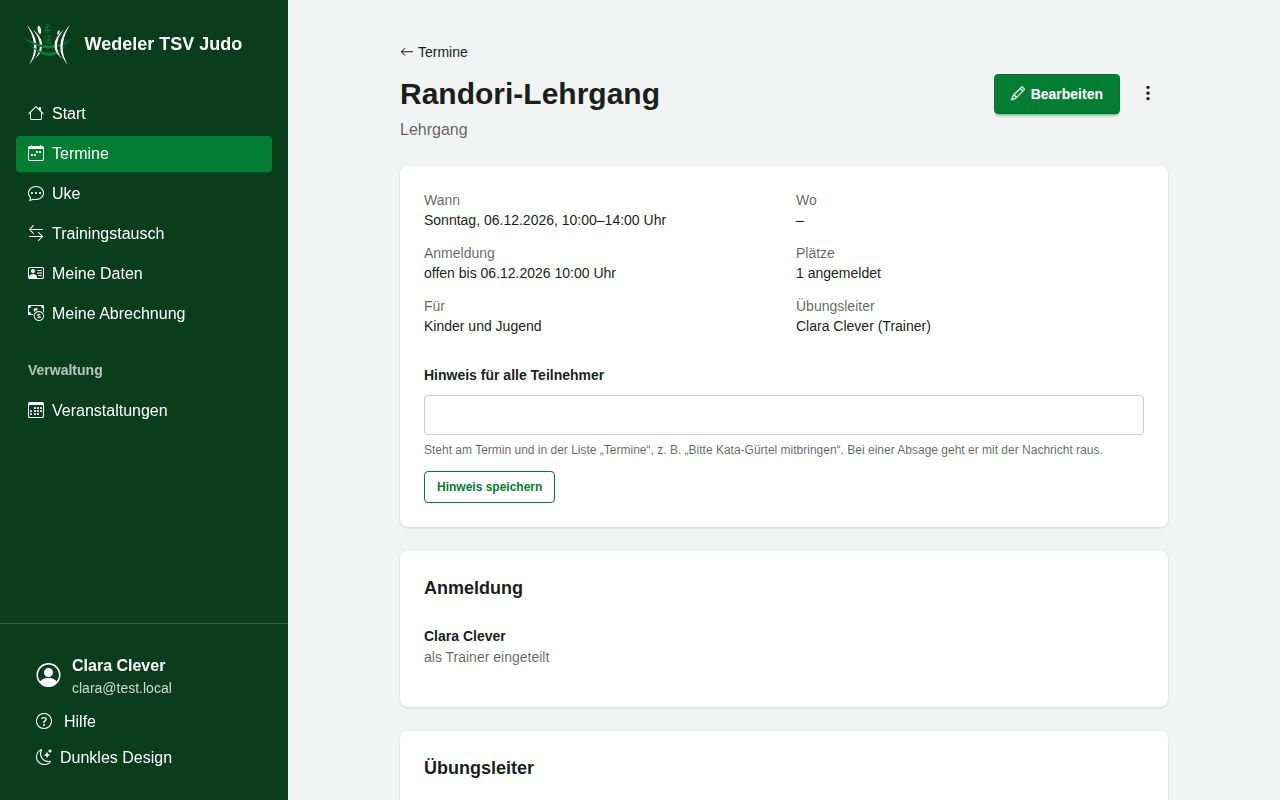 Wedeler TSV Judo
Start
Termine
Uke
Trainingstausch
Meine Daten
Meine Abrechnung
Verwaltung
Veranstaltungen
Clara Clever
clara@test.local
Hilfe
Dunkles Design
← Termine
Randori-Lehrgang
Lehrgang
Bearbeiten
Wann
Sonntag, 06.12.2026, 10:00–14:00 Uhr
Wo
–
Anmeldung
offen bis 06.12.2026 10:00 Uhr
Plätze
1 angemeldet
Für
Kinder und Jugend
Übungsleiter
Clara Clever (Trainer)
Hinweis für alle Teilnehmer
Steht am Termin und in der Liste „Termine“, z. B. „Bitte Kata-Gürtel mitbringen“. Bei einer Absage geht er mit der Nachricht raus.
Hinweis speichern
Anmeldung
Clara Clever
als Trainer eingeteilt
Übungsleiter